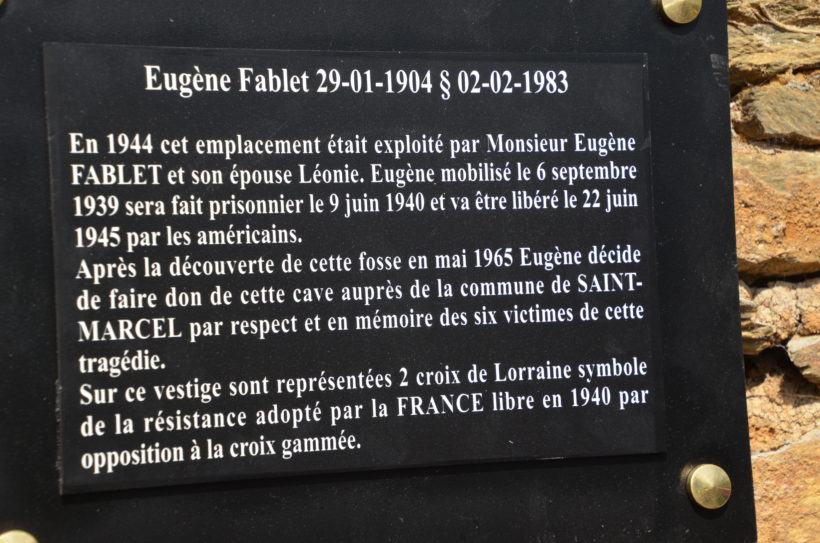 Eugène Fablet 29-01-1904 § 02-02-1983
En 1944 cet emplacement était exploité par Monsieur Eugène
FABLET et son épouse Léonie. Eugène mobilisé le 6 septembre
1939 sera fait prisonnier le 9 juin 1940 et va être libéré le 22 juin
1945 par les américains.
Après la découverte de cette fosse en mai 1965 Eugène décide
de faire don de cette cave auprès de la commune de SAINT-
MARCEL par respect et en mémoire des six victimes de cette
tragédie.
Sur ce vestige sont représentées 2 croix de Lorraine symbole
de la résistance adopté par la FRANCE libre en 1940 par
opposition à la croix gammée.